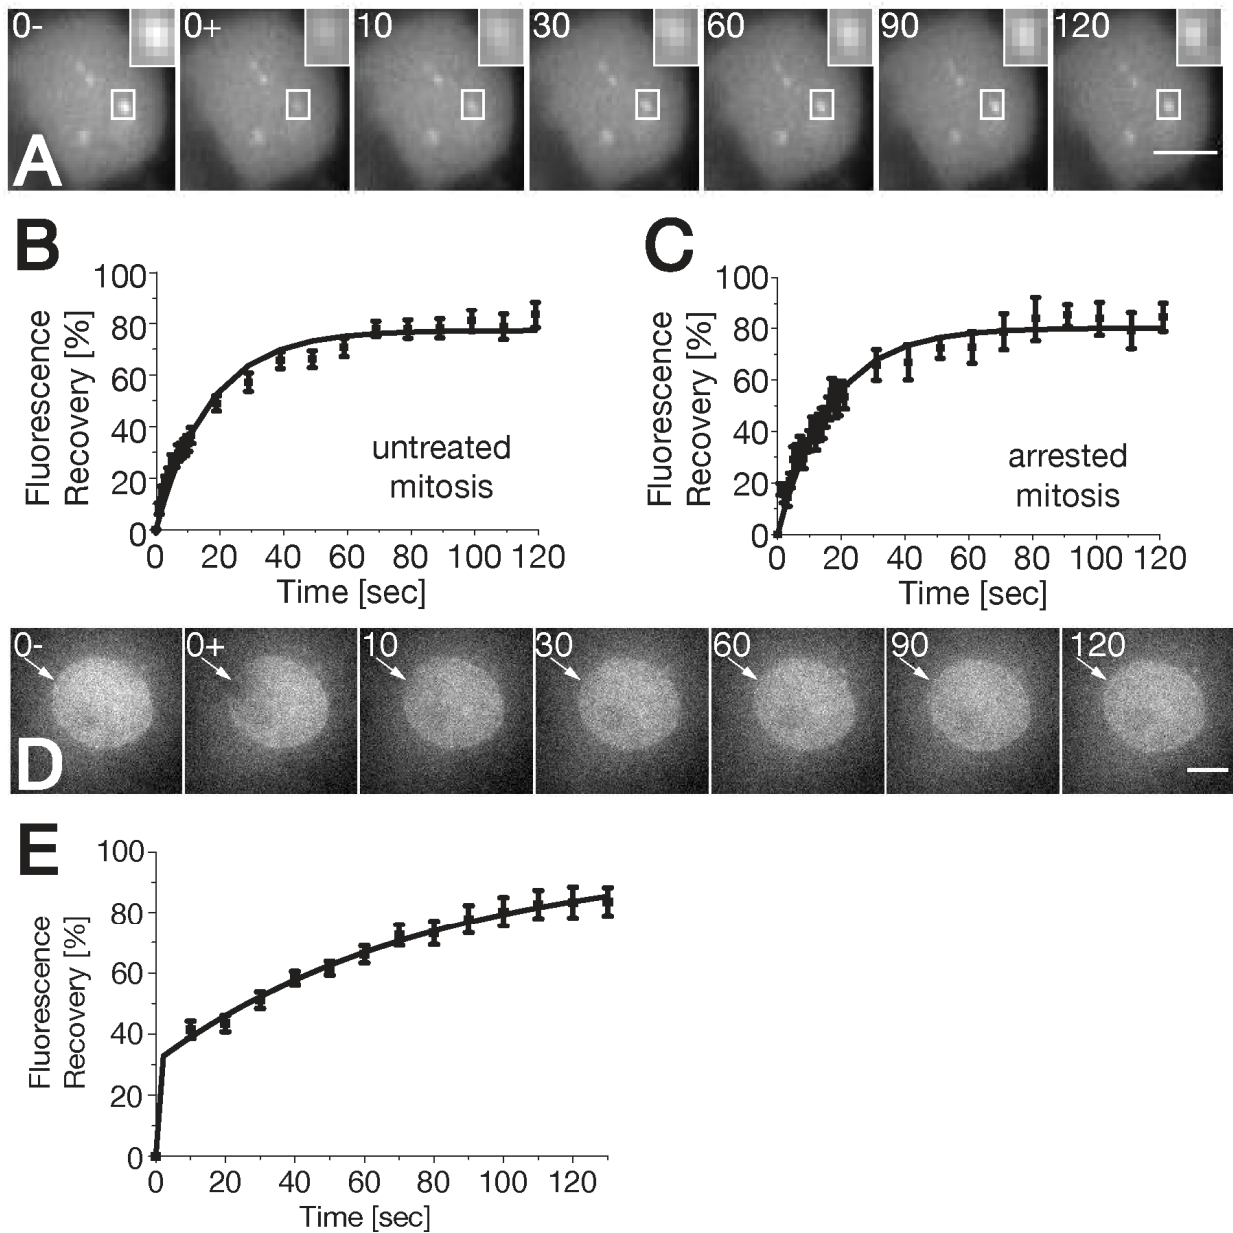 0- 0+ 10 30 60 90 120
A
B
C
100
80
60
40
20
0
Fluorescence
Recovery [%]
untreated
mitosis
0 20 40 60 80 100 120
Time [sec]
100
80
60
40
20
0
Fluorescence
Recovery [%]
arrested
mitosis
0 20 40 60 80 100 120
Time [sec]
0- 0+ 10 30 60 90 120
D
E
100
80
60
40
20
0
Fluorescence
Recovery [%]
0 20 40 60 80 100 120
Time [sec]